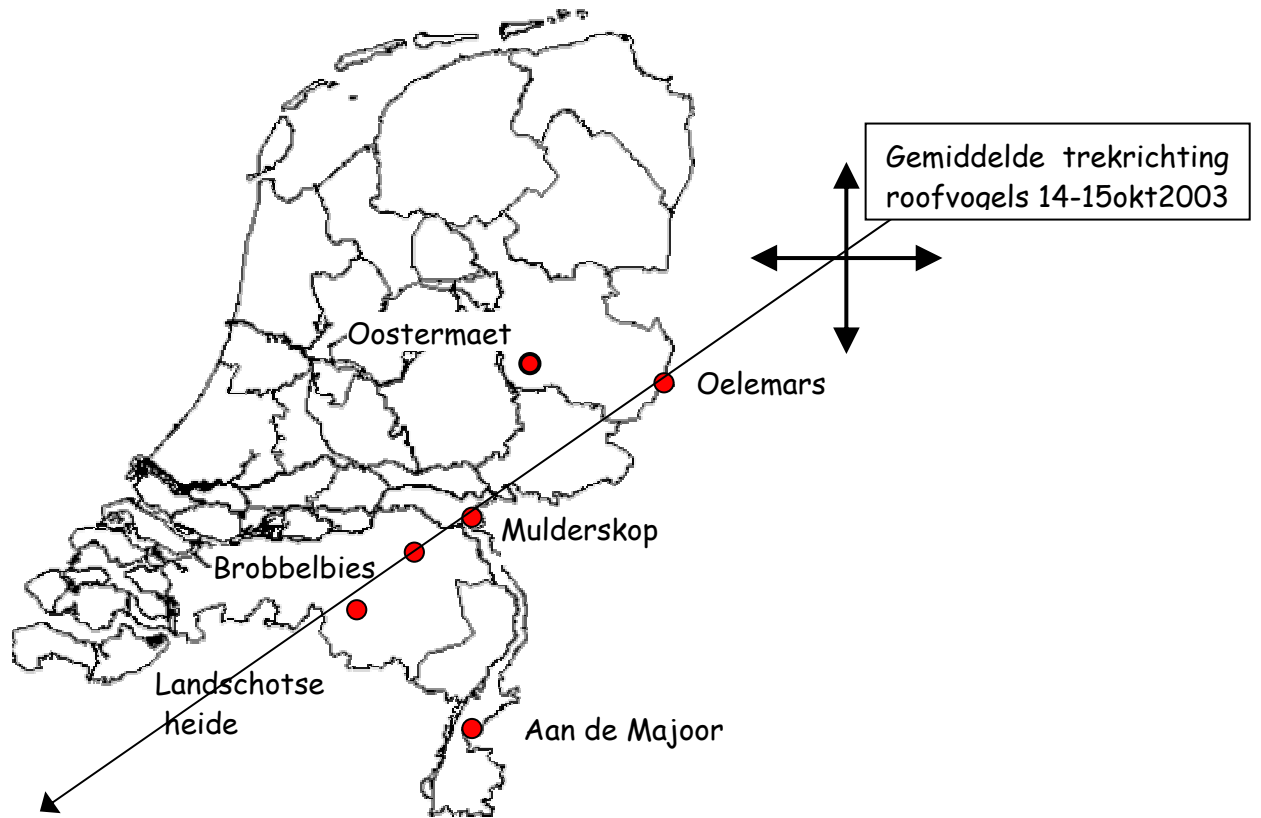 Gemiddelde trekrichting
roofvogels 14-15okt2003
Oostermaet
Oelemars
Mulderskop
Brobbelbies
Landschotse
heide
Aan de Majoor